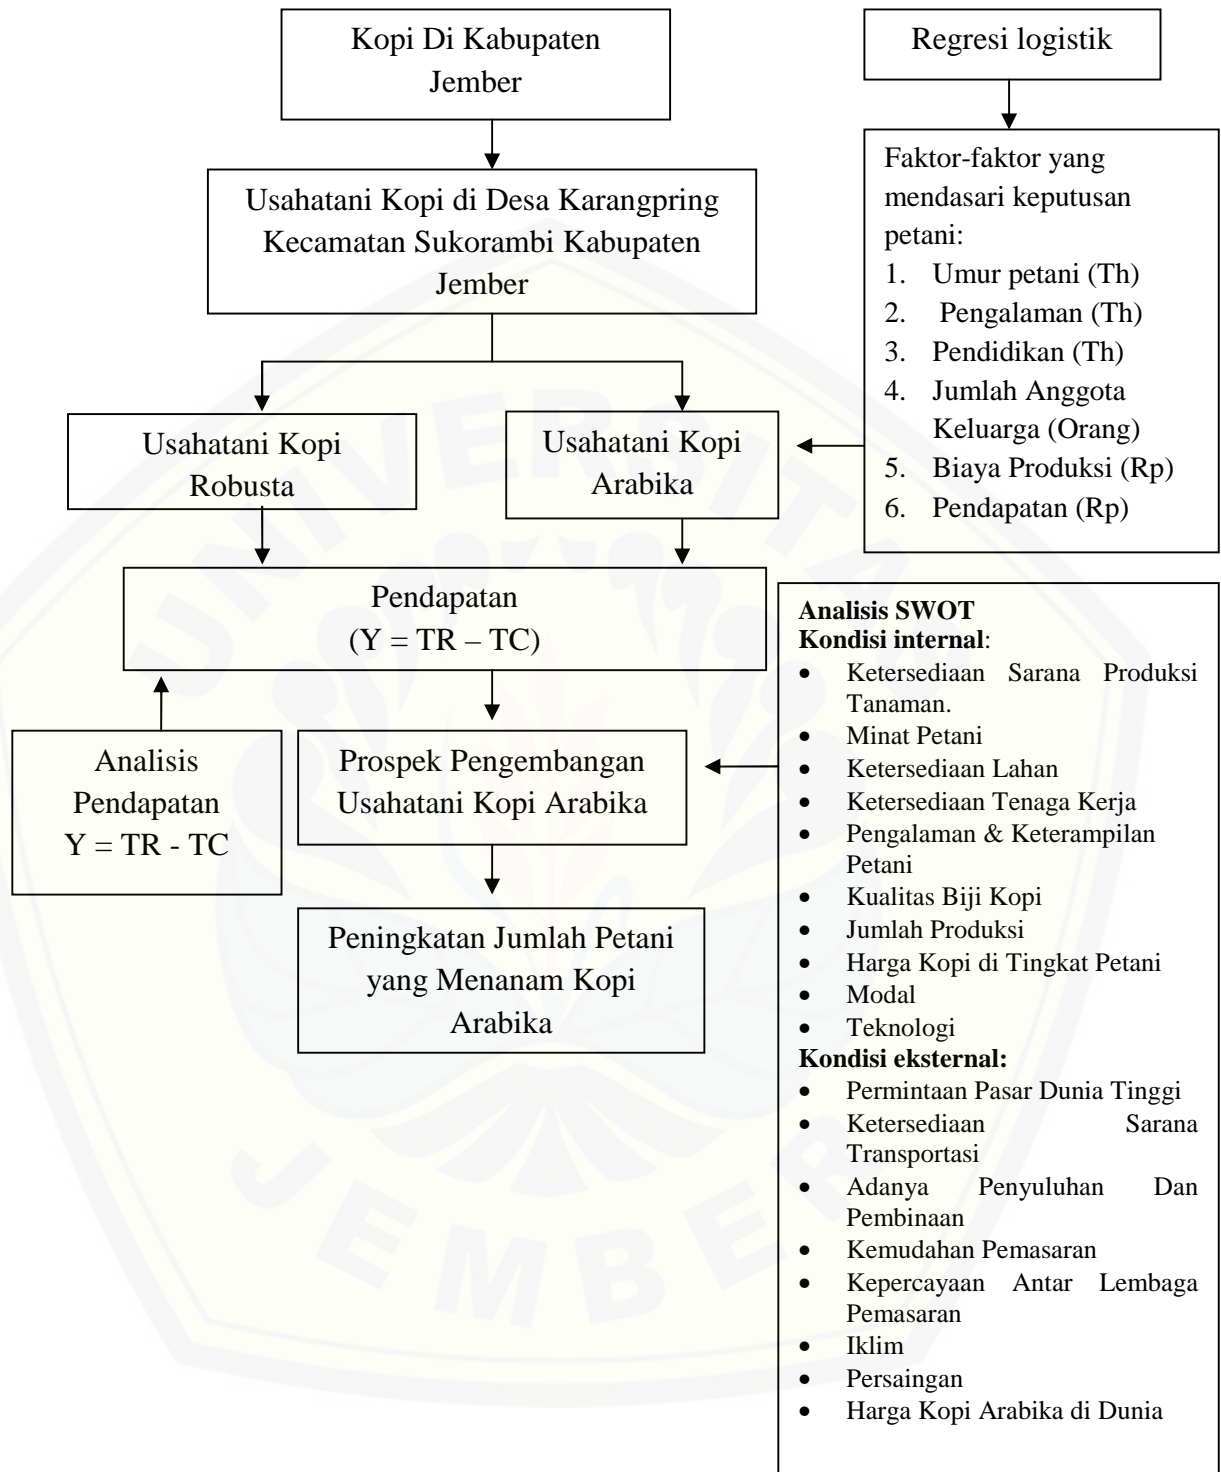 Kopi Di Kabupaten
Jember
Regresi logistik
Usahatani Kopi di Desa Karangpring
Kecamatan Sukorambi Kabupaten
Jember
Faktor-faktor yang
mendasari keputusan
petani:
1. Umur petani (Th)
2. Pengalaman (Th)
3. Pendidikan (Th)
4. Jumlah Anggota
Keluarga (Orang)
5. Biaya Produksi (Rp)
6. Pendapatan (Rp)
Usahatani Kopi
Robusta
Usahatani Kopi
Arabika
Pendapatan
(Y = TR – TC)
Analisis
Pendapatan
Y = TR - TC
Prospek Pengembangan
Usahatani Kopi Arabika
Peningkatan Jumlah Petani
yang Menanam Kopi
Arabika
Analisis SWOT
Kondisi internal:
• Ketersediaan Sarana Produksi
Tanaman.
• Minat Petani
• Ketersediaan Lahan
• Ketersediaan Tenaga Kerja
• Pengalaman & Keterampilan
Petani
• Kualitas Biji Kopi
• Jumlah Produksi
• Harga Kopi di Tingkat Petani
• Modal
• Teknologi
Kondisi eksternal:
• Permintaan Pasar Dunia Tinggi
• Ketersediaan Sarana
Transportasi
• Adanya Penyuluhan Dan
Pembinaan
• Kemudahan Pemasaran
• Kepercayaan Antar Lembaga
Pemasaran
• Iklim
• Persaingan
• Harga Kopi Arabika di Dunia
UNIVERSITAS
JEMBER